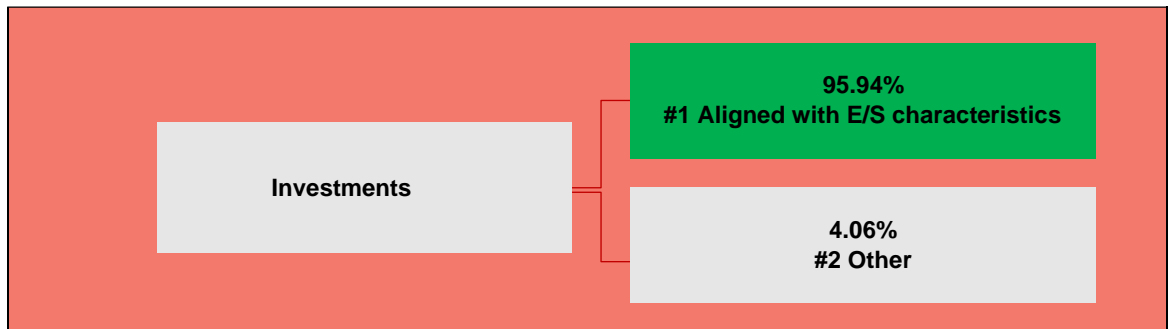 Investments
95.94%
#1 Aligned with E/S characteristics
4.06%
#2 Other